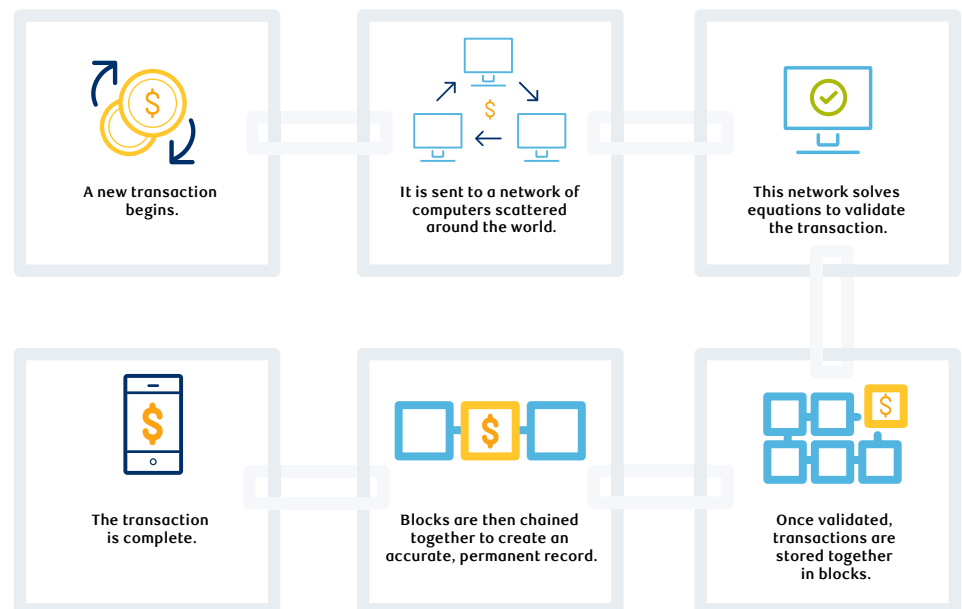 A new transaction
begins.
It is sent to a network of
computers scattered
around the world.
This network solves
equations to validate
the transaction.
Once validated,
transactions are
stored together
in blocks.
Blocks are then chained
together to create an
accurate, permanent record.
The transaction
is complete.